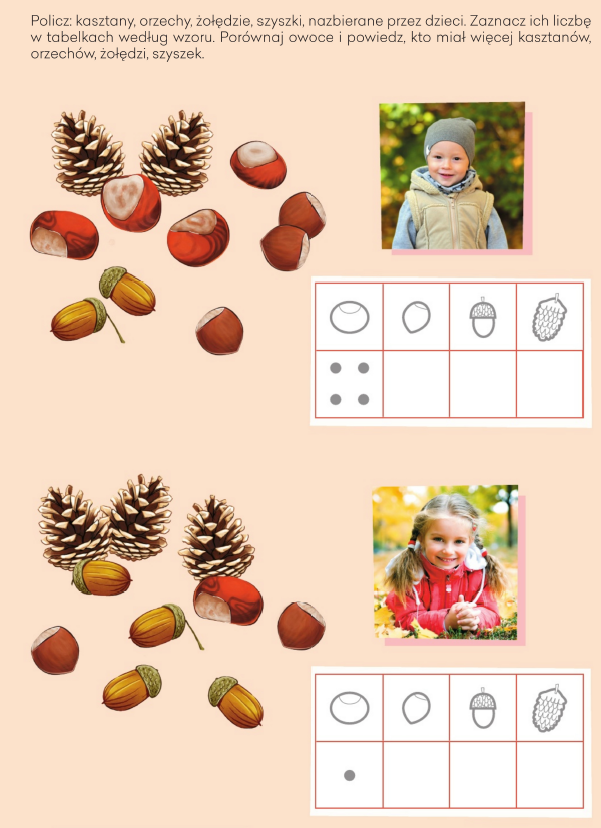 Policz: kasztany, orzechy, żołędzie, szyszki, nazbierane przez dzieci. Zaznacz ich liczbę
w tabelkach według wzoru. Porównaj owoce i powiedz, kto miał więcej kasztanów,
orzechów, żołędzi, szyszek.